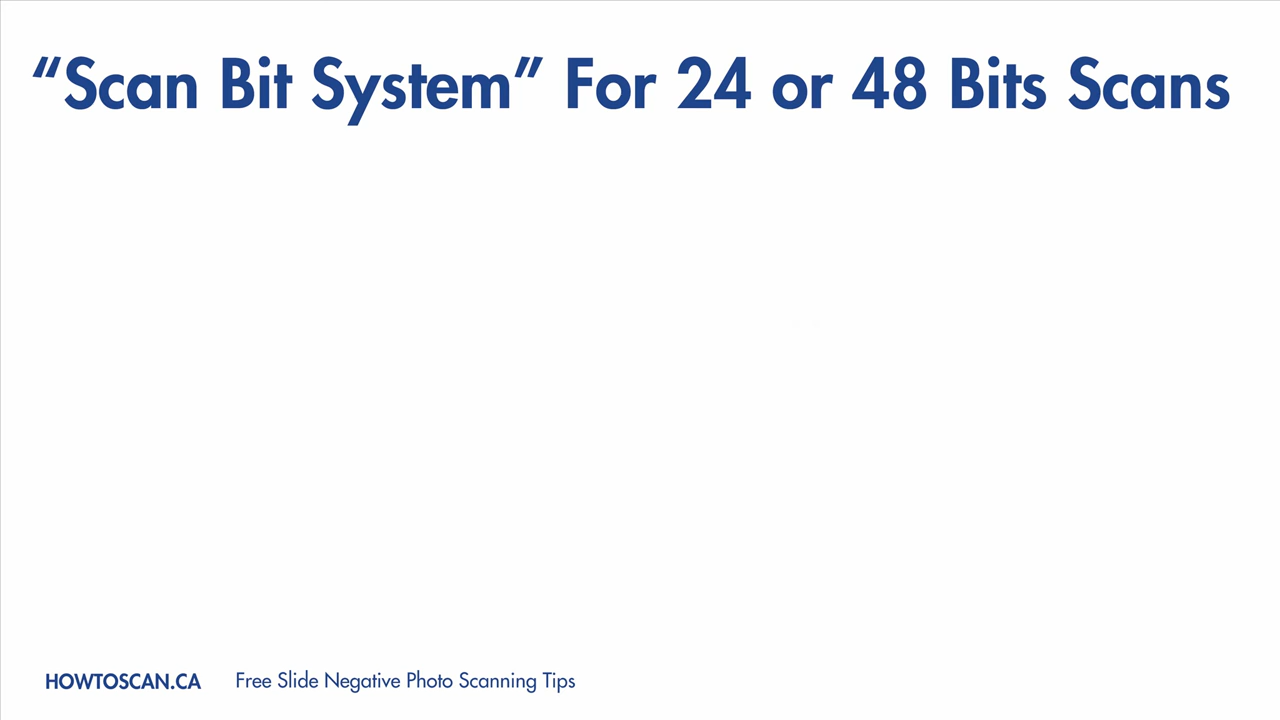 “Scan Bit System” For 24 or 48 Bits Scans
HOWTOSCAN.CA Free Slide Negative Photo Scanning Tips